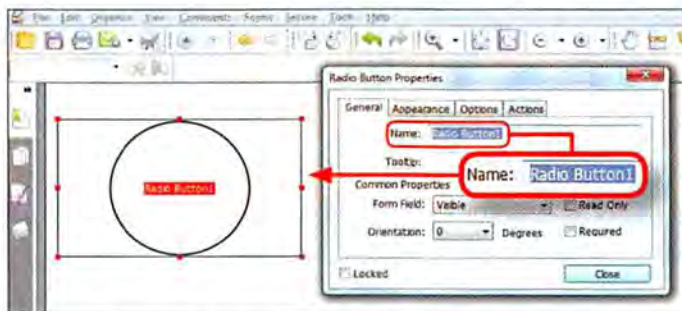 File Edit Organize View Comments Forms Secure Tools Help
Radio Button Properties
General Appearance Options Actions
Name: Radio Button1
Tooltip:
Name: Radio Button1
Common Properties
Form Field: Visible Read Only
Orientation: 0 Degrees Required
Locked Close
Radio Button1